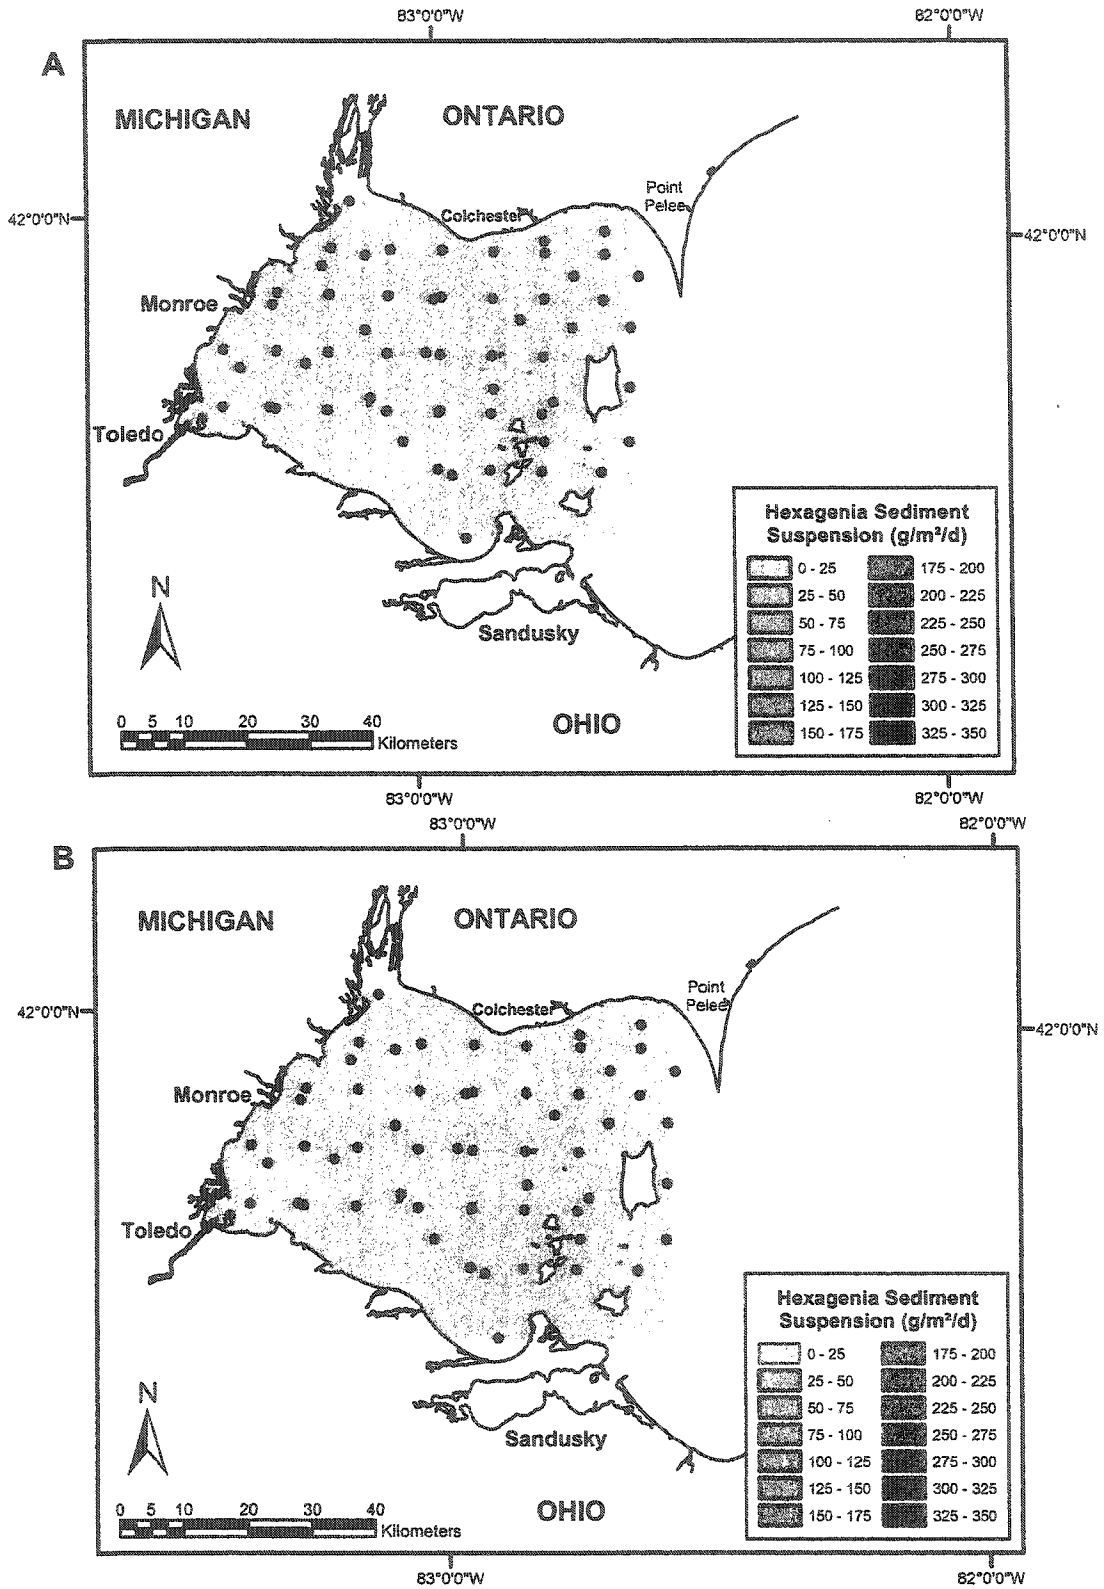 83°0'0"W 82°0'0"W
A
MICHIGAN ONTARIO
Point
Pelee
42°0'0"N Colchester 42°0'0"N
Monroe
Toledo
Hexagenia Sediment
Suspension (g/m²/d)
0 - 25 175 - 200
25 - 50 200 - 225
50 - 75 225 - 250
75 - 100 250 - 275
100 - 125 275 - 300
125 - 150 300 - 325
150 - 175 325 - 350
N
Sandusky
0 5 10 20 30 40
Kilometers
OHIO
83°0'0"W 82°0'0"W
83°0'0"W 82°0'0"W
B
MICHIGAN ONTARIO
Point
Pelee
42°0'0"N Colchester 42°0'0"N
Monroe
Toledo
Hexagenia Sediment
Suspension (g/m²/d)
0 - 25 175 - 200
25 - 50 200 - 225
50 - 75 225 - 250
75 - 100 250 - 275
100 - 125 275 - 300
125 - 150 300 - 325
150 - 175 325 - 350
N
Sandusky
0 5 10 20 30 40
Kilometers
OHIO
83°0'0"W 82°0'0"W